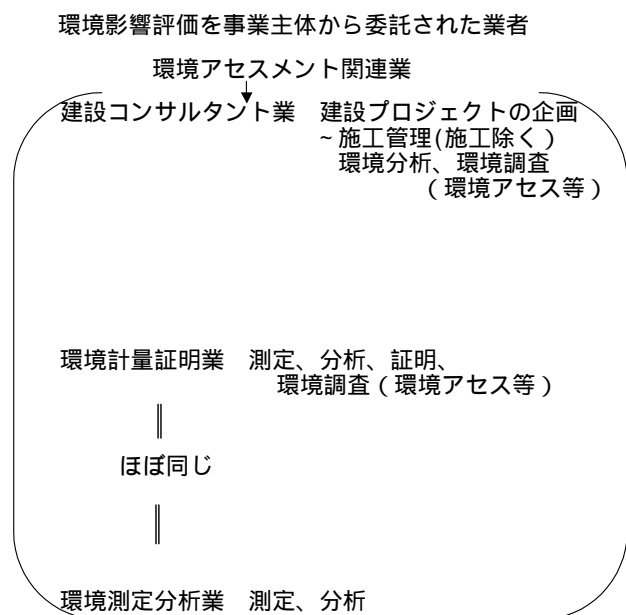 環境影響評価を事業主体から委託された業者
環境アセスメント関連業
建設コンサルタント業 建設プロジェクトの企画
~施工管理(施工除く)
環境分析、環境調査
(環境アセス等)
環境計量証明業 測定、分析、証明、
環境調査(環境アセス等)
ほぼ同じ
環境測定分析業 測定、分析